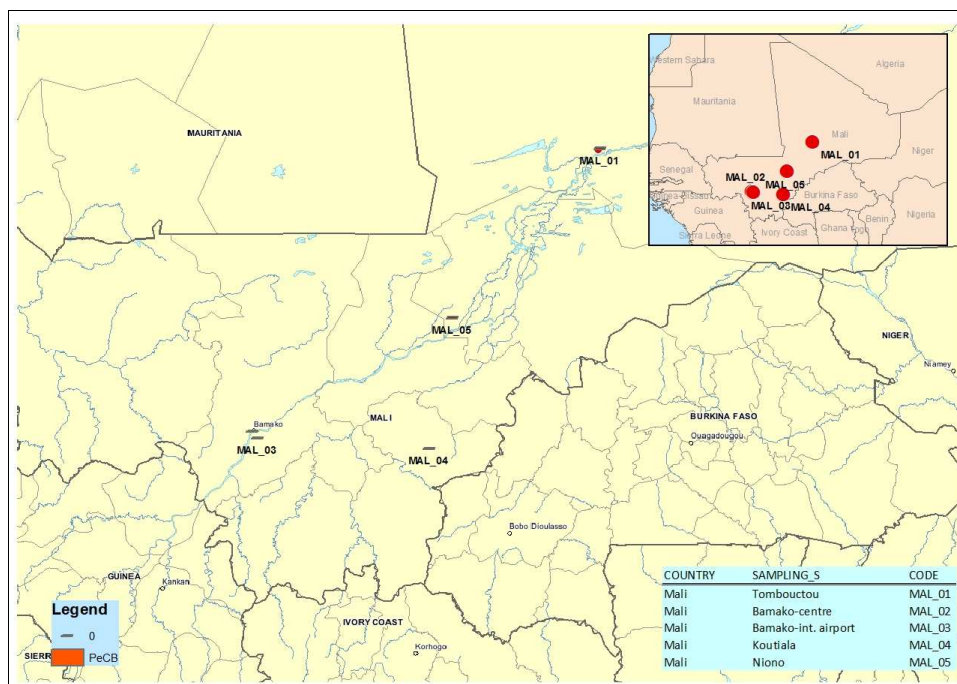 Western Sahara
Algeria
Mauritania
Mali
MAL_01
Niger
Senegal
MAL_02
MAL_05
Burkina Faso
MAL_03
MAL_04
Guinea
Benin
Nigeria
Ivory Coast
Ghana
Togo
Sierra Leone
MAURITANIA
MAL_01
MAL_05
NIGER
Niamey
MALI
BURKINA FASO
Bamako
Ouagadougou
MAL_03
MAL_04
Bobo Dioulasso
GUINEA
Kankan
IVORY COAST
Korhogo
SIERR
Legend
0
PeCB
COUNTRY SAMPLING_S CODE
Mali Tombouctou MAL_01
Mali Bamako-centre MAL_02
Mali Bamako-int. airport MAL_03
Mali Koutiala MAL_04
Mali Niono MAL_05